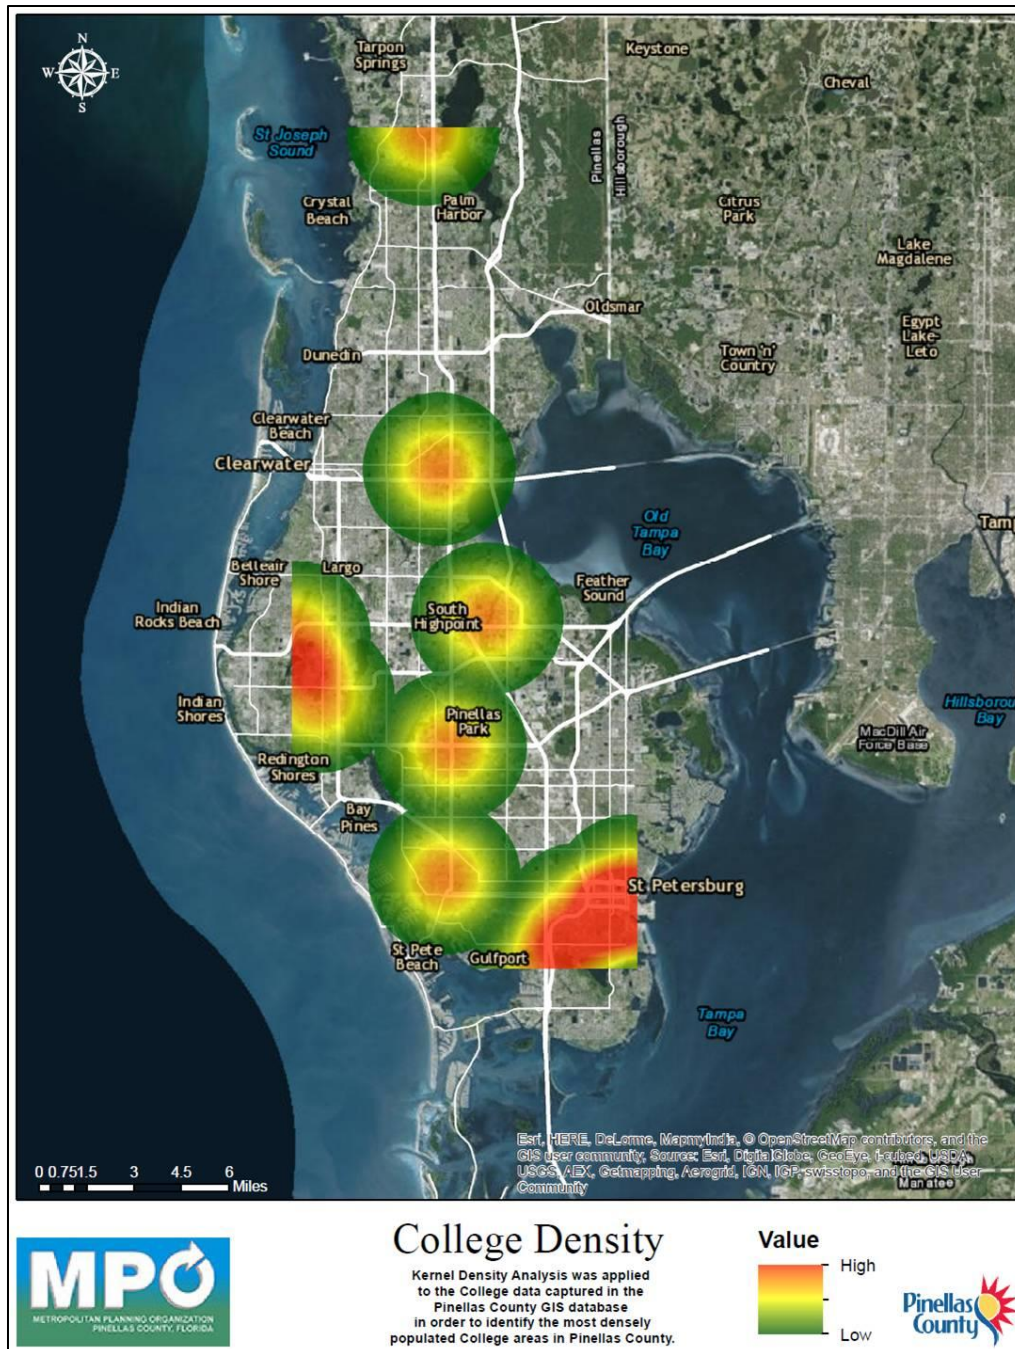 N
W E
S
Tarpon
Springs
Keystone
Cheval
St Joseph
Sound
Pinellas
Hillsborough
Crystal
Beach
Palm
Harbor
Citrus
Park
Lake
Magdalene
Oldsmar
Egypt
Lake-
Leto
Dunedin
Town 'n'
Country
Clearwater
Beach
Clearwater
Old
Tampa
Bay
Tamp
Belleair
Shore
Largo
Feather
Sound
Indian
Rocks Beach
South
Highpoint
Indian
Shores
Pinellas
Park
Hillsborou
Bay
MacDill Air
Force Base
Redington
Shores
Bay
Pines
St Petersburg
St Pete
Beach
Gulfport
Tampa
Bay
Esri, HERE, DeLorme, MapmyIndia, © OpenStreetMap contributors, and the
GIS user community, Source: Esri, DigitalGlobe, GeoEye, i-cubed, USDA,
USGS, AEX, Getmapping, Aerogrid, IGN, IGP, swisstopo, and the GIS User
Community
Manatee
0 0.751.5 3 4.5 6
Miles
MPO
METROPOLITAN PLANNING ORGANIZATION
PINELLAS COUNTY, FLORIDA
College Density
Kernel Density Analysis was applied
to the College data captured in the
Pinellas County GIS database
in order to identify the most densely
populated College areas in Pinellas County.
Value
High
Low
Pinellas
County